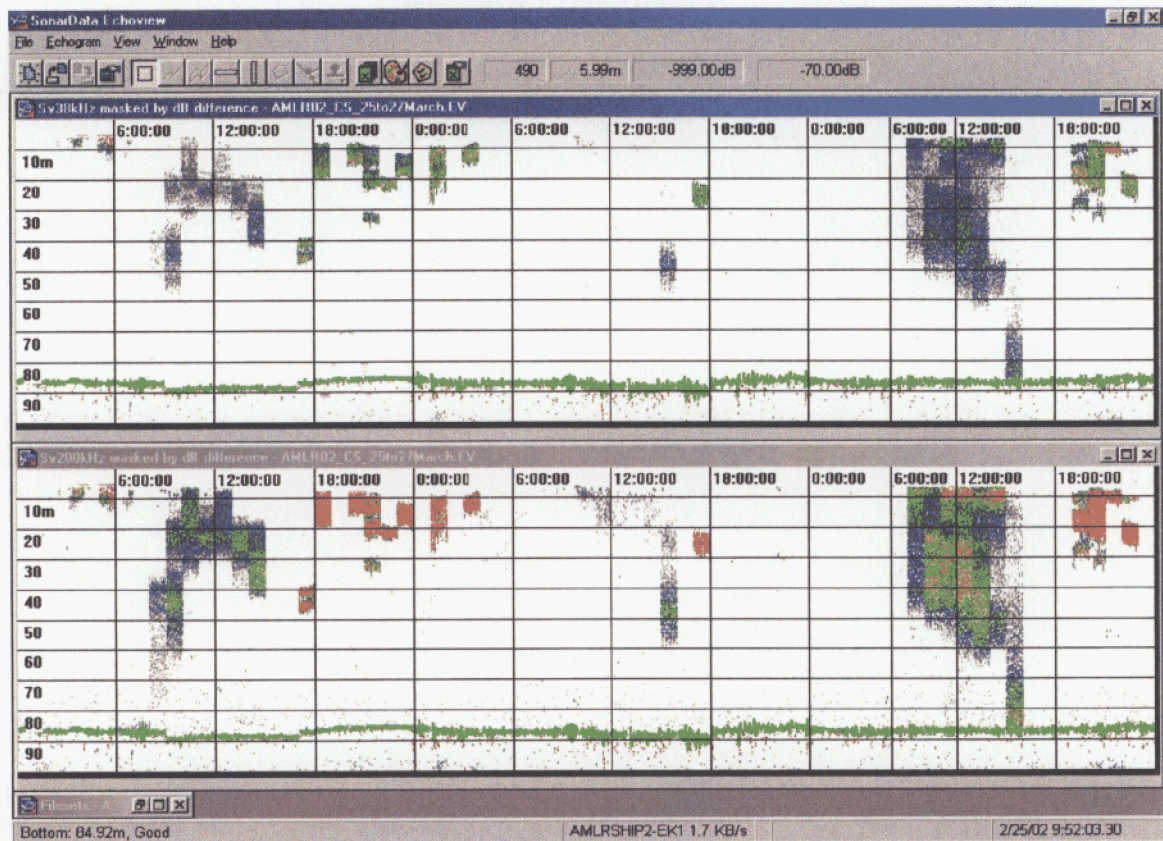 SonarData Echoview
File Echogram View Window Help
490 5.99m -999.00dB -70.00dB
Sv38kHz masked by dB difference - AMLR02_CS_25to27March.EV
6:00:00 12:00:00 18:00:00 0:00:00 6:00:00 12:00:00 18:00:00 0:00:00 6:00:00 12:00:00 18:00:00
10m
20
30
40
50
60
70
80
90
Sv200kHz masked by dB difference - AMLR02_CS_25to27March.EV
6:00:00 12:00:00 18:00:00 0:00:00 6:00:00 12:00:00 18:00:00 0:00:00 6:00:00 12:00:00 18:00:00
10m
20
30
40
50
60
70
80
90
Filesets - A...
Bottom: 84.92m, Good AMLRSHIP2-EK1 1.7 KB/s 2/25/02 9:52:03.30